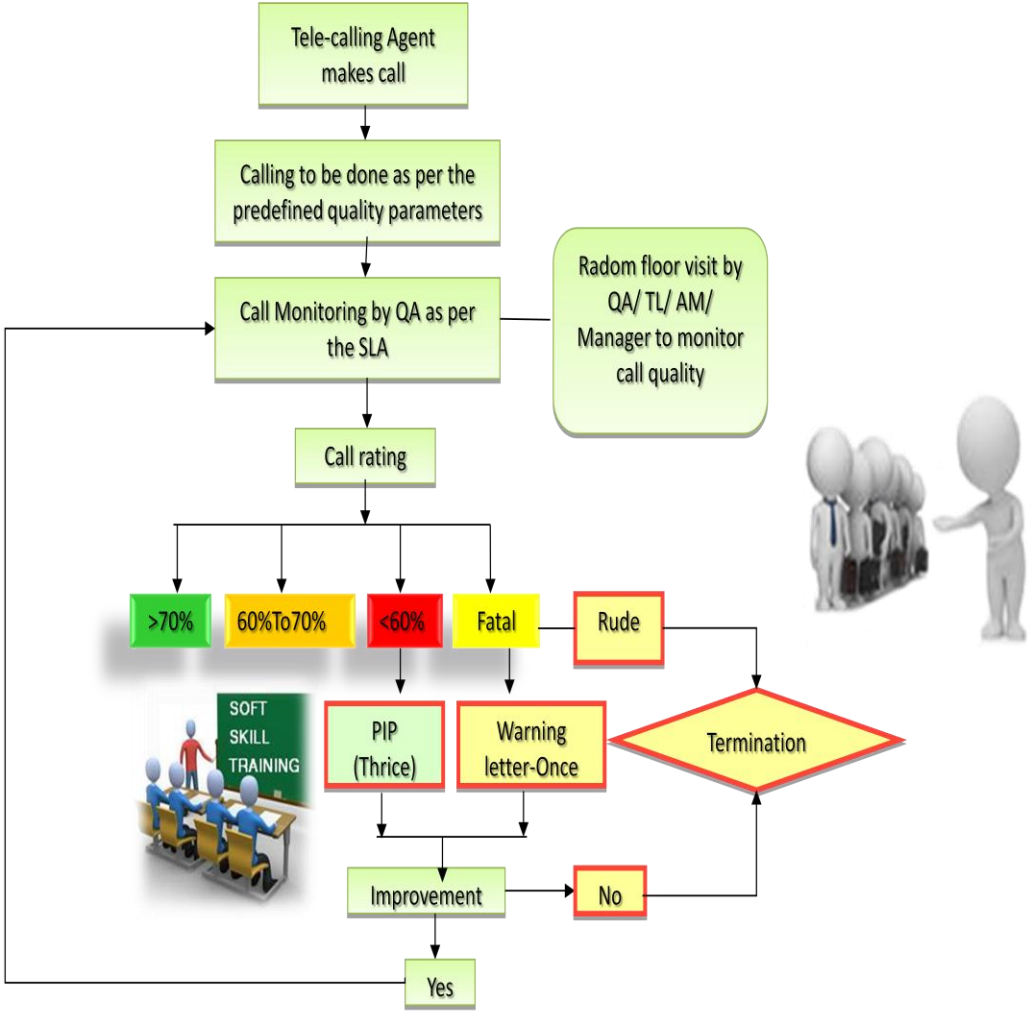 Tele-calling Agent
makes call
Calling to be done as per the
predefined quality parameters
Call Monitoring by QA as per
the SLA
Radom floor visit by
QA/ TL/ AM/
Manager to monitor
call quality
Call rating
>70%
60%To70%
<60%
Fatal
Rude
SOFT
SKILL
TRAINING
PIP
(Thrice)
Warning
letter-Once
Termination
Improvement
No
Yes